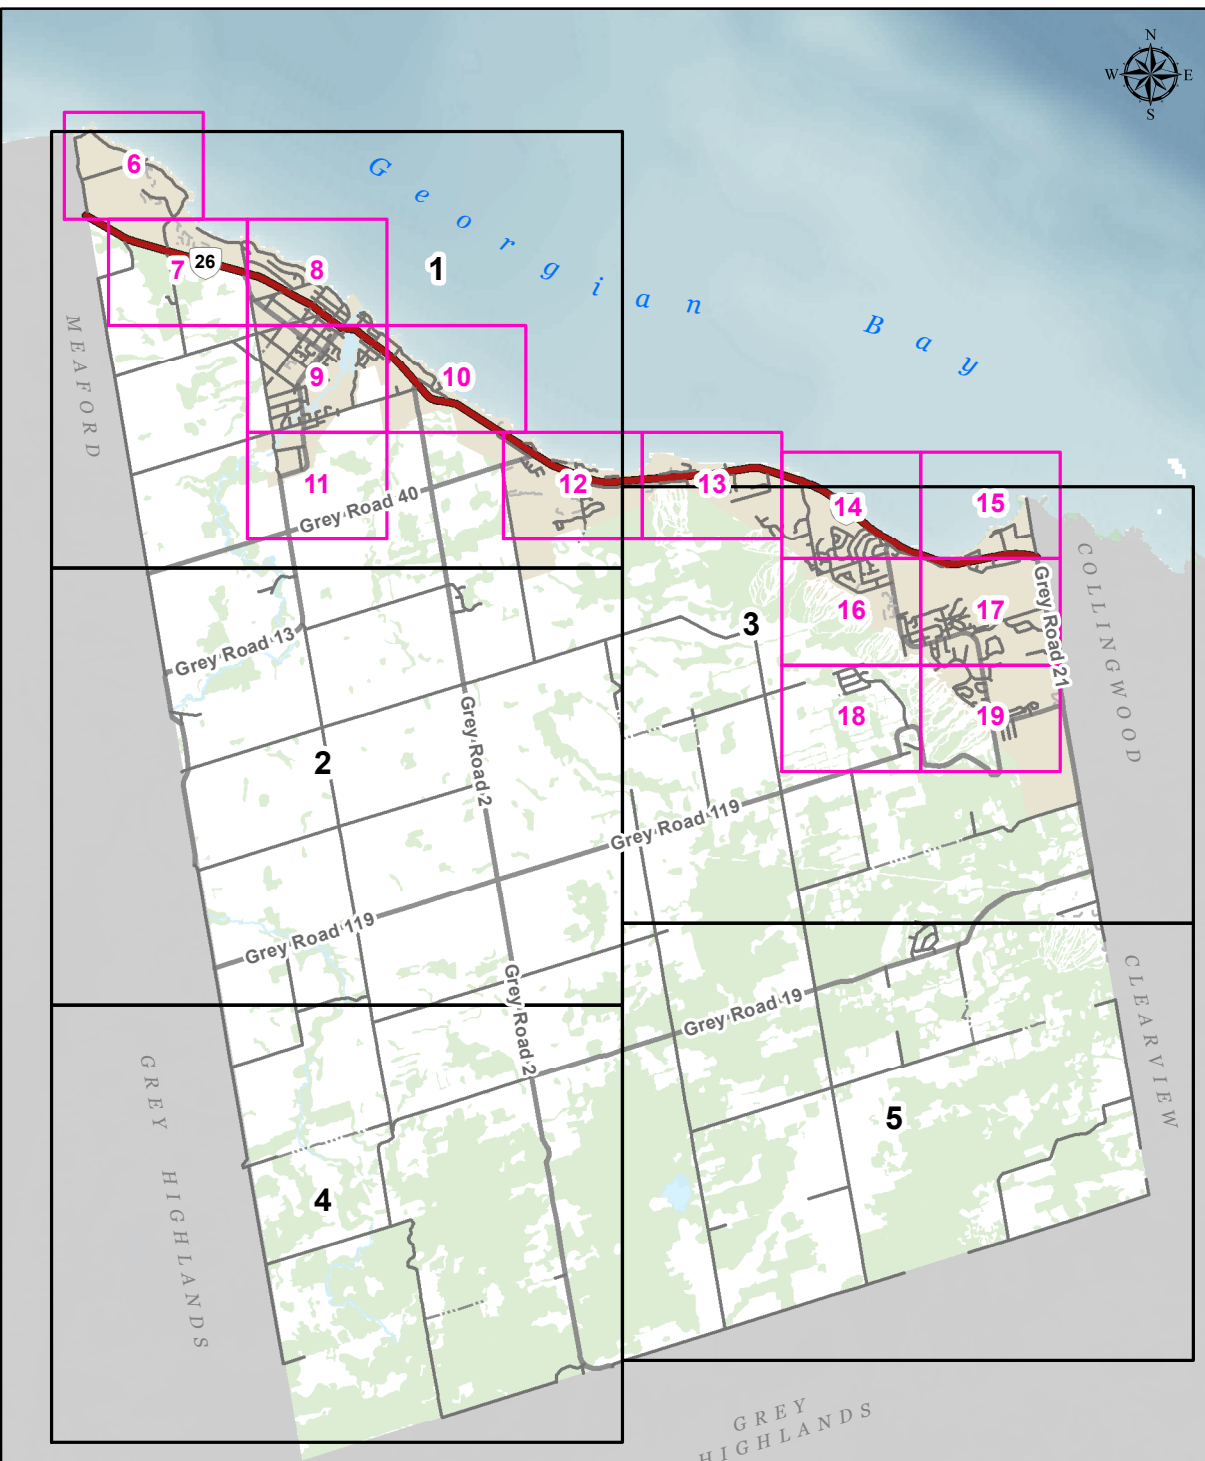 N
W E
S
Georgian Bay
6
7
26
8
1
9
10
11
12
13
14
15
16
17
18
19
MEAFORD
COLLINGWOOD
Grey Road 40
Grey Road 21
Grey Road 13
3
2
Grey Road 2
Grey Road 119
Grey Road 119
Grey Road 2
Grey Road 19
CLEARVIEW
GREY HIGHLANDS
4
5
GREY
HIGHLANDS